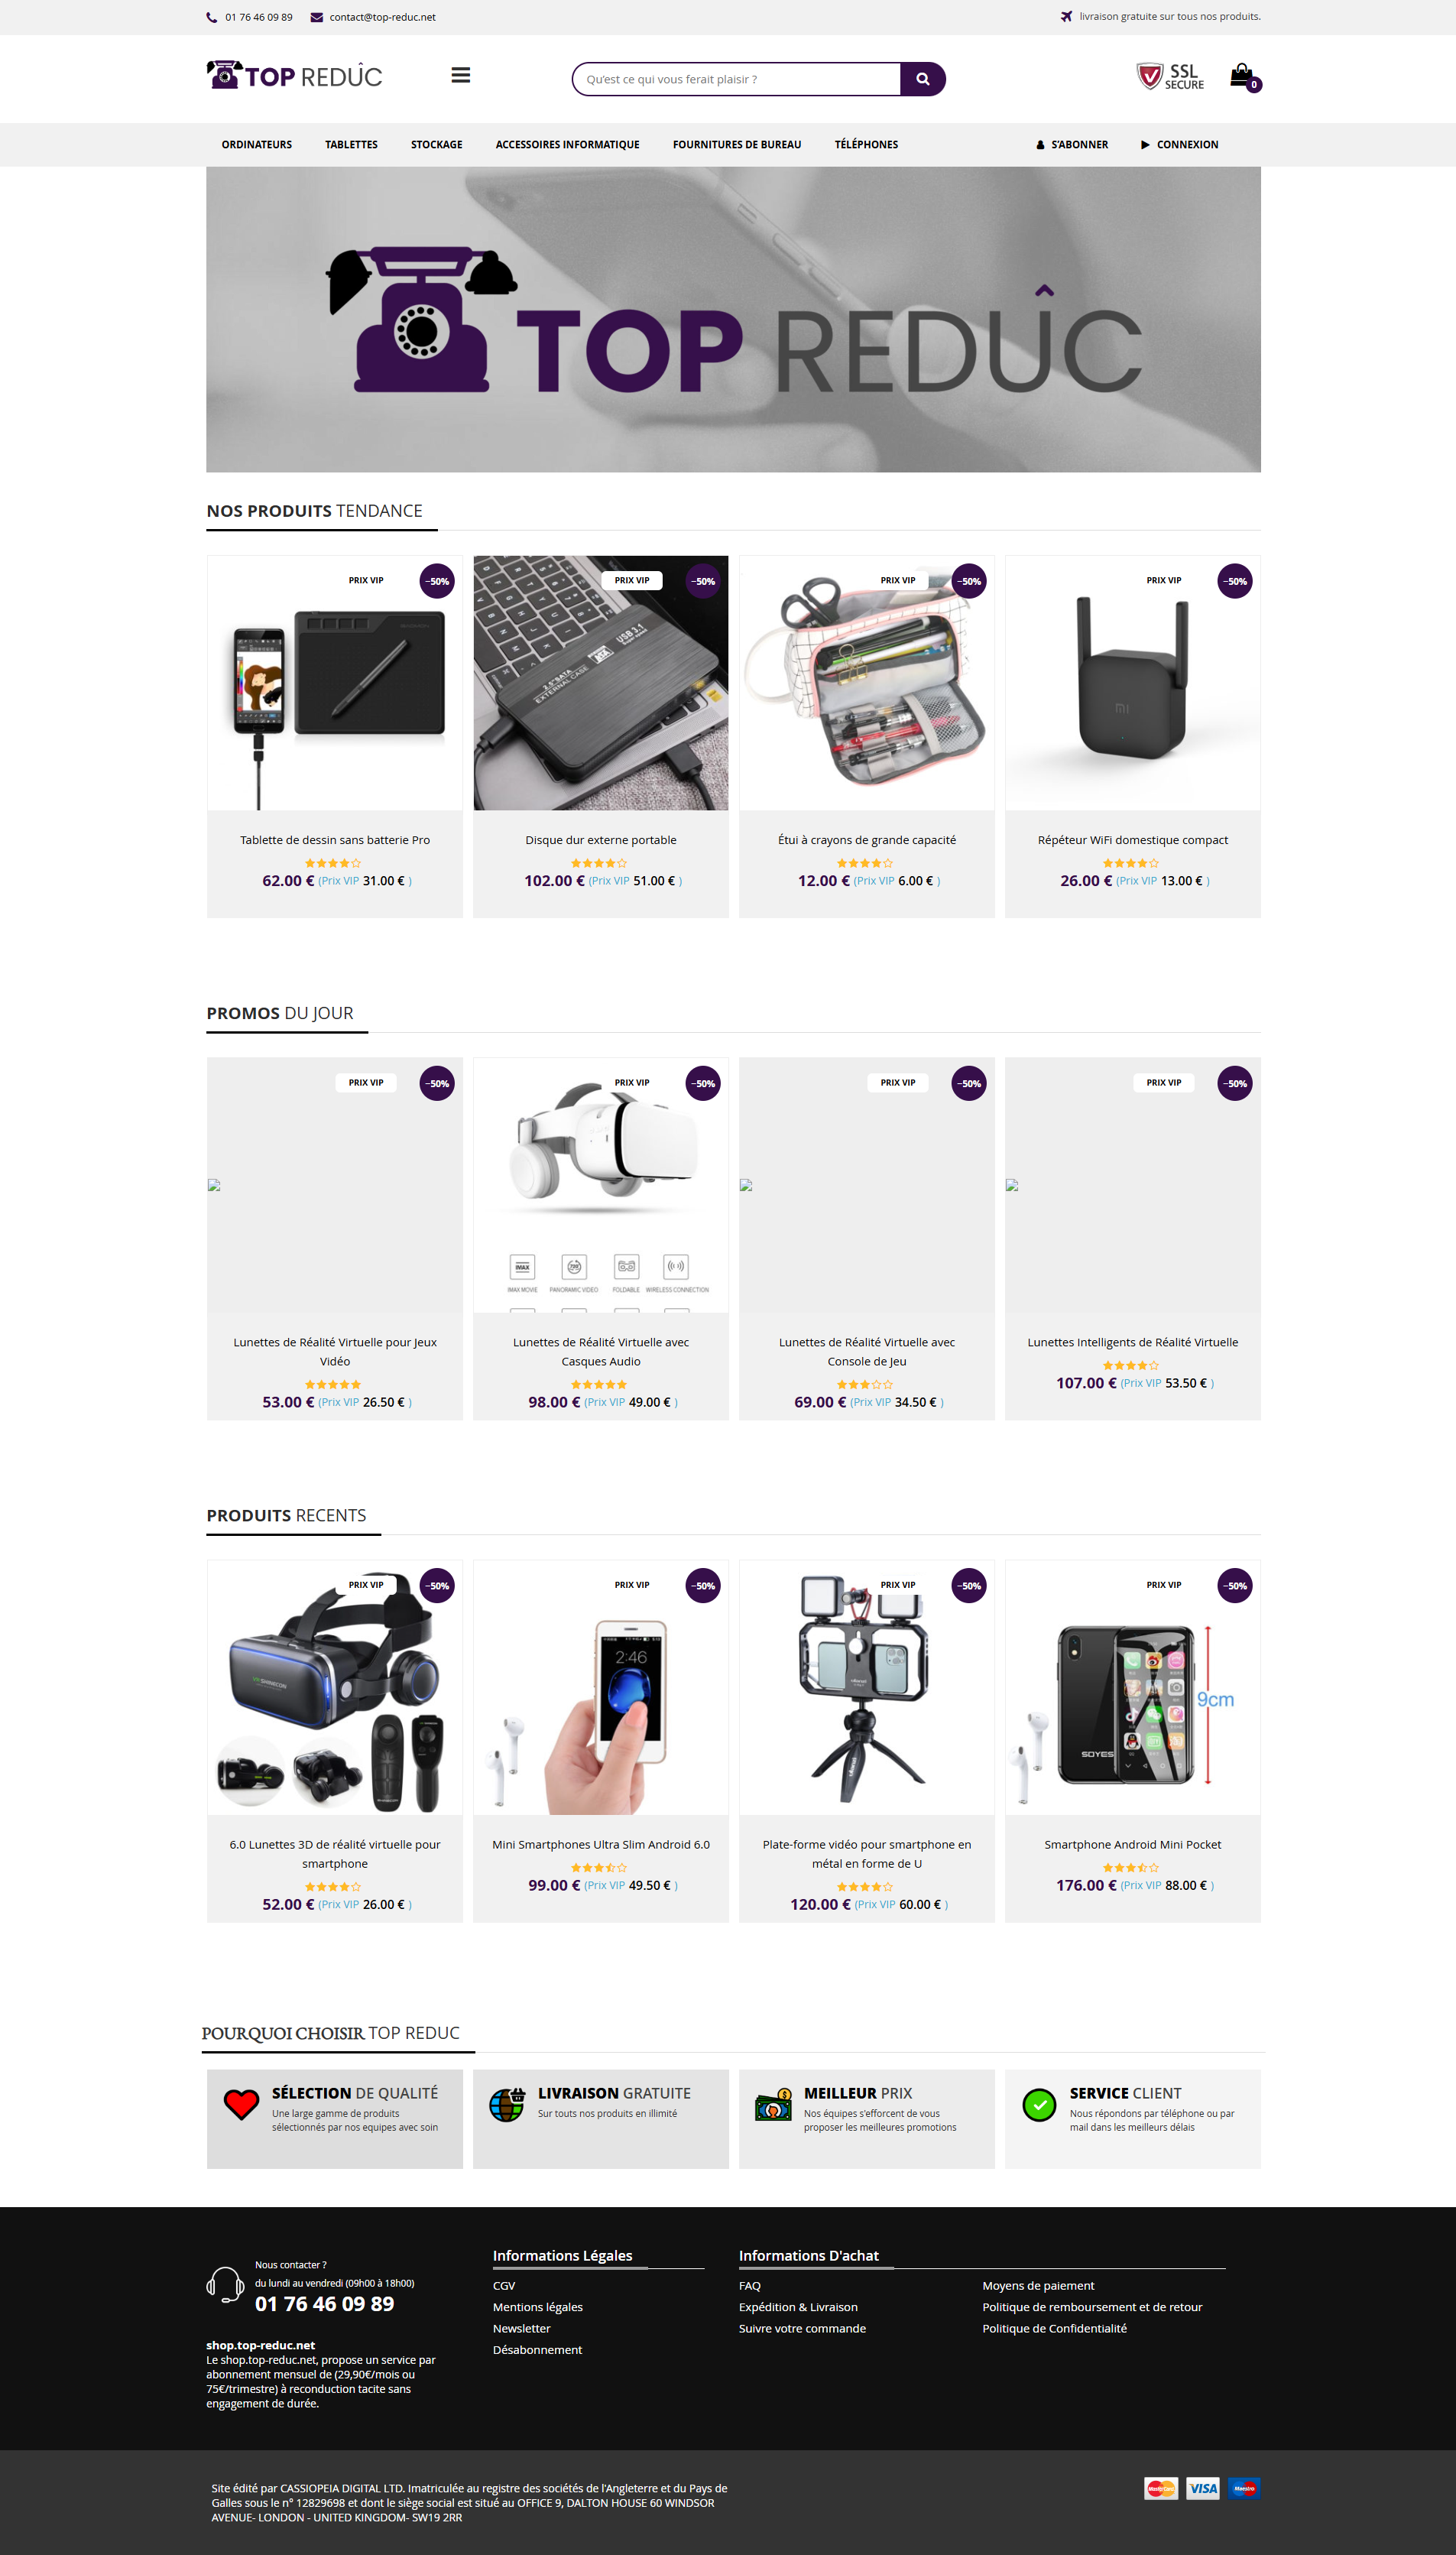 01 76 46 09 89
contact@top-reduc.net
livraison gratuite sur tous nos produits.
TOP REDUC
Qu'est ce qui vous ferait plaisir ?
SSL
SECURE
0
ORDINATEURS
TABLETTES
STOCKAGE
ACCESSOIRES INFORMATIQUE
FOURNITURES DE BUREAU
TÉLÉPHONES
S'ABONNER
CONNEXION
TOP REDUC
NOS PRODUITS TENDANCE
PRIX VIP
-50%
Tablette de dessin sans batterie Pro
62.00 € (Prix VIP 31.00 € )
PRIX VIP
-50%
USB 3.1
2.5"SATA
EXTERNAL CASE
Disque dur externe portable
102.00 € (Prix VIP 51.00 € )
PRIX VIP
-50%
Étui à crayons de grande capacité
12.00 € (Prix VIP 6.00 € )
PRIX VIP
-50%
Répéteur WiFi domestique compact
26.00 € (Prix VIP 13.00 € )
PROMOS DU JOUR
PRIX VIP
-50%
Lunettes de Réalité Virtuelle pour Jeux
Vidéo
53.00 € (Prix VIP 26.50 € )
PRIX VIP
-50%
IMAX MOVIE
PANORAMIC VIDEO
FOLDABLE
WIRELESS CONNECTION
Lunettes de Réalité Virtuelle avec
Casques Audio
98.00 € (Prix VIP 49.00 € )
PRIX VIP
-50%
Lunettes de Réalité Virtuelle avec
Console de Jeu
69.00 € (Prix VIP 34.50 € )
PRIX VIP
-50%
Lunettes Intelligents de Réalité Virtuelle
107.00 € (Prix VIP 53.50 € )
PRODUITS RECENTS
PRIX VIP
-50%
6.0 Lunettes 3D de réalité virtuelle pour
smartphone
52.00 € (Prix VIP 26.00 € )
PRIX VIP
-50%
2:46
Mini Smartphones Ultra Slim Android 6.0
99.00 € (Prix VIP 49.50 € )
PRIX VIP
-50%
Plate-forme vidéo pour smartphone en
métal en forme de U
120.00 € (Prix VIP 60.00 € )
PRIX VIP
-50%
9cm
SOYES
Smartphone Android Mini Pocket
176.00 € (Prix VIP 88.00 € )
POURQUOI CHOISIR TOP REDUC
SÉLECTION DE QUALITÉ
Une large gamme de produits
sélectionnés par nos equipes avec soin
LIVRAISON GRATUITE
Sur touts nos produits en illimité
MEILLEUR PRIX
Nos équipes s'efforcent de vous
proposer les meilleures promotions
SERVICE CLIENT
Nous répondons par téléphone ou par
mail dans les meilleurs délais
Nous contacter ?
du lundi au vendredi (09h00 à 18h00)
01 76 46 09 89
shop.top-reduc.net
Le shop.top-reduc.net, propose un service par
abonnement mensuel de (29,90€/mois ou
75€/trimestre) à reconduction tacite sans
engagement de durée.
Informations Légales
CGV
Mentions légales
Newsletter
Désabonnement
Informations D'achat
FAQ
Expédition & Livraison
Suivre votre commande
Moyens de paiement
Politique de remboursement et de retour
Politique de Confidentialité
Site édité par CASSIOPEIA DIGITAL LTD. Imatriculée au registre des sociétés de l'Angleterre et du Pays de
Galles sous le n° 12829698 et dont le siège social est situé au OFFICE 9, DALTON HOUSE 60 WINDSOR
AVENUE- LONDON - UNITED KINGDOM- SW19 2RR
MasterCard
VISA
Maestro